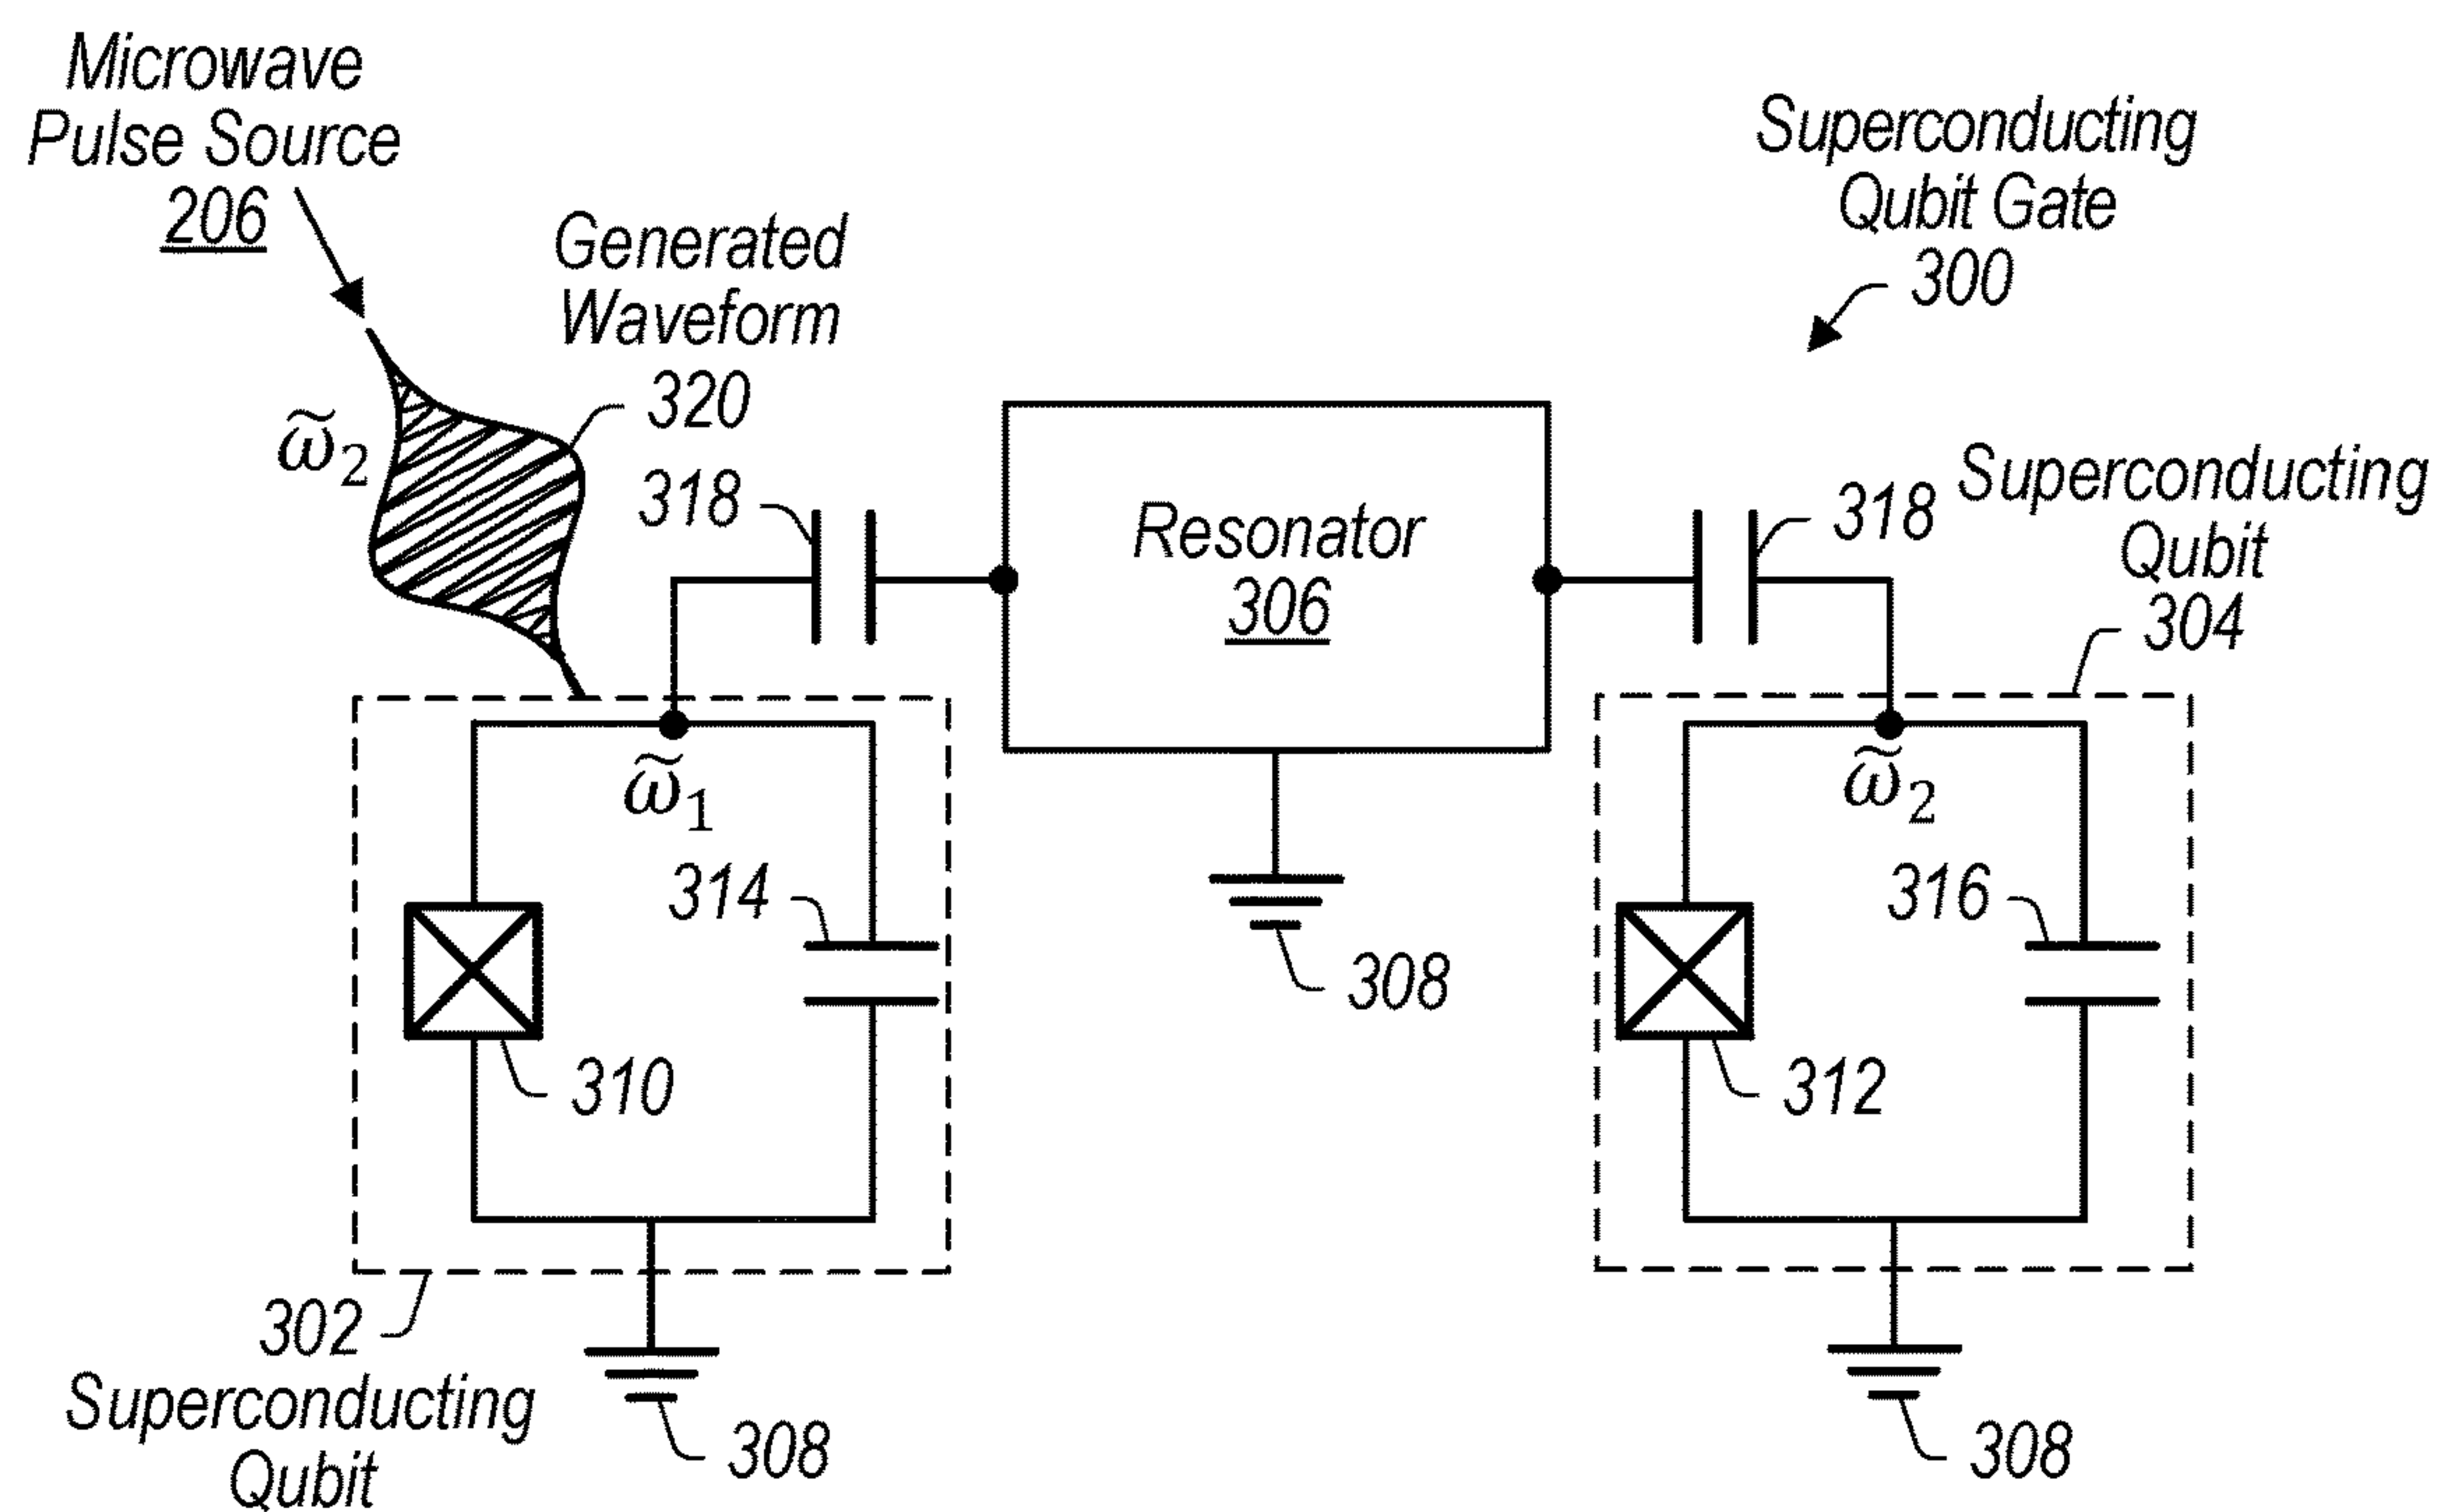 Microwave
Pulse Source
206
Generated
Waveform
320
Superconducting
Qubit Gate
300
ω̃₂
318
Resonator
306
318
Superconducting
Qubit
304
ω̃₁
ω̃₂
314
316
308
310
312
302
Superconducting
Qubit
308
308